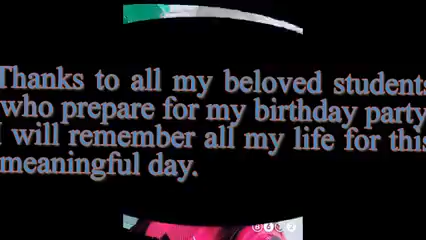 Thanks to all my beloved students
who prepare for my birthday party
I will remember all my life for this
meaningful day.